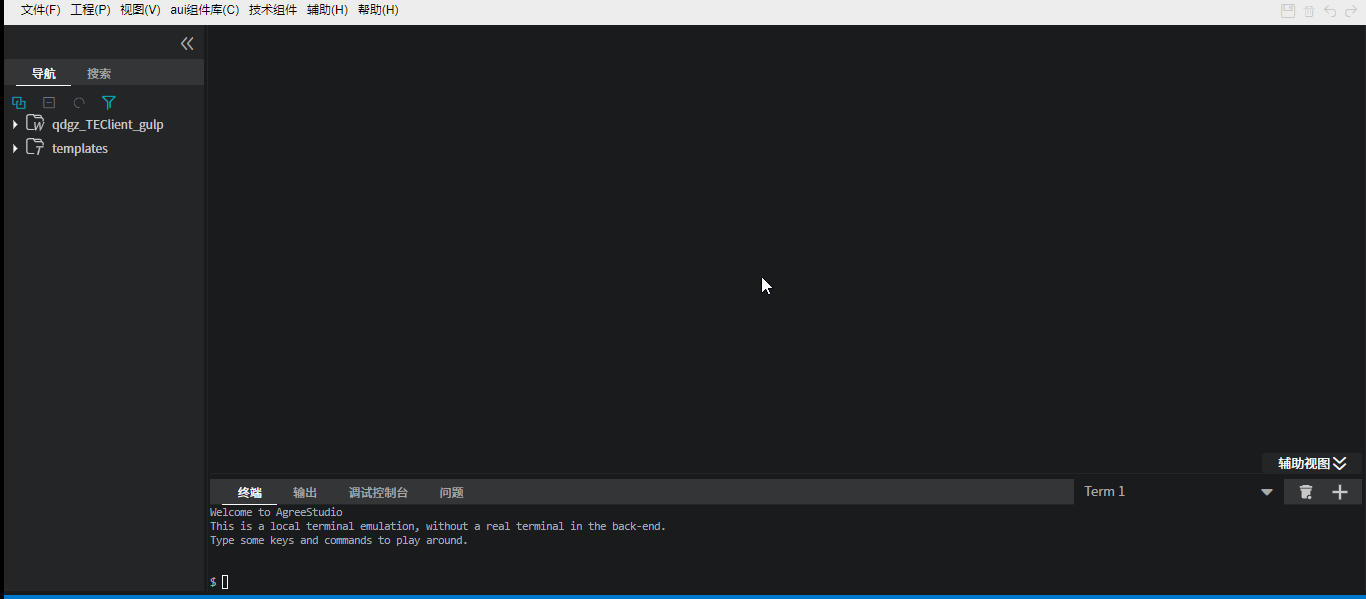 文件(F) 工程(P) 视图(V) aui组件库(C) 技术组件 辅助(H) 帮助(H)
导航 搜索
qdgz_TEClient_gulp
templates
辅助视图
终端 输出 调试控制台 问题 Term 1
Welcome to AgreeStudio
This is a local terminal emulation, without a real terminal in the back-end.
Type some keys and commands to play around.
$